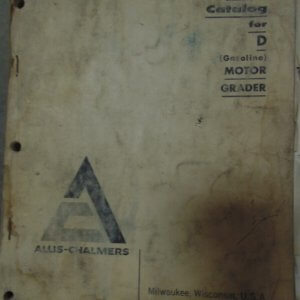 Catalog
for
D
(Gasoline)
MOTOR
GRADER
ALLIS-CHALMERS
Milwaukee, Wisconsin, U.S.A.